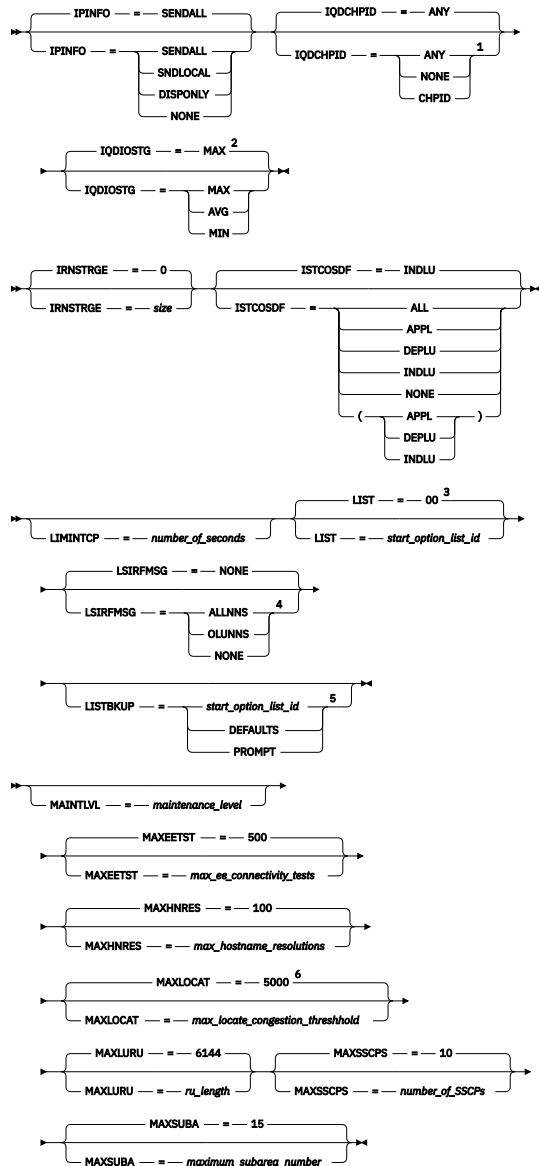 IPINFO = SENDALL IQDCHPID = ANY
IPINFO = SENDALL IQDCHPID = ANY 1
SNDLOCAL NONE
DISPONLY CHPID
NONE
IQDIOSTG = MAX 2
IQDIOSTG = MAX
AVG
MIN
IRNSTRGE = 0 ISTCOSDF = INDLU
IRNSTRGE = size ISTCOSDF = ALL
APPL
DEPLU
INDLU
NONE
( APPL )
DEPLU
INDLU
LIST = 00 3
LIMINTCP = number_of_seconds LIST = start_option_list_id
LSIRFMSG = NONE
LSIRFMSG = ALLNNS 4
OLUNNS
NONE
LISTBKUP = start_option_list_id 5
DEFAULTS
PROMPT
MAINTLVL = maintenance_level
MAXEETST = 500
MAXEETST = max_ee_connectivity_tests
MAXHNRES = 100
MAXHNRES = max_hostname_resolutions
MAXLOCAT = 5000 6
MAXLOCAT = max_locate_congestion_threshhold
MAXLURU = 6144 MAXSSCPS = 10
MAXLURU = ru_length MAXSSCPS = number_of_SSCPs
MAXSUBA = 15
MAXSUBA = maximum_subarea_number